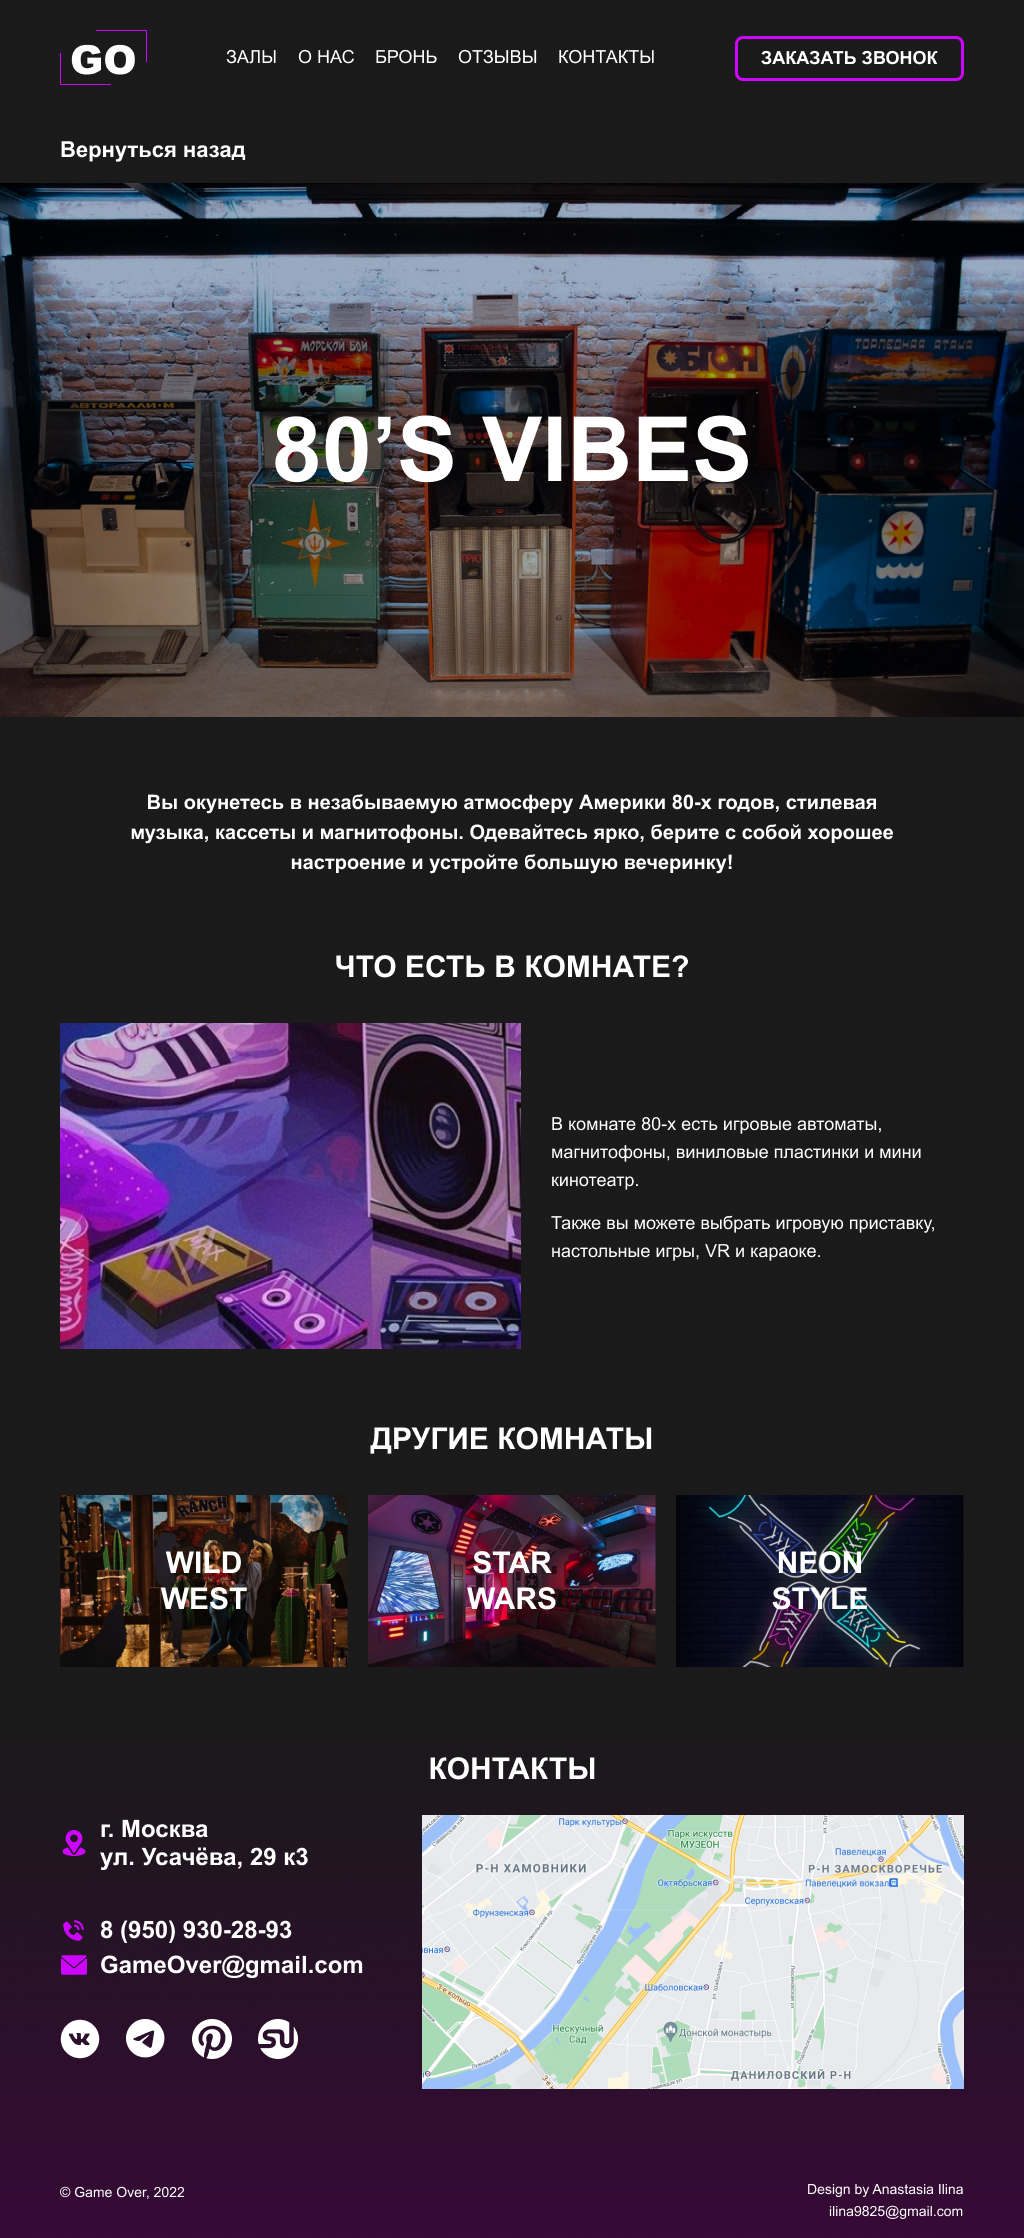 GO
ЗАЛЫ О НАС БРОНЬ ОТЗЫВЫ КОНТАКТЫ
ЗАКАЗАТЬ ЗВОНОК
Вернуться назад
АВТОРАЛЛИ-М
МОРСКОЙ БОЙ
ОБГОН
ТОРПЕДНАЯ АТАКА
80’S VIBES
Вы окунетесь в незабываемую атмосферу Америки 80-х годов, стилевая
музыка, кассеты и магнитофоны. Одевайтесь ярко, берите с собой хорошее
настроение и устройте большую вечеринку!
ЧТО ЕСТЬ В КОМНАТЕ?
MAX
В комнате 80-х есть игровые автоматы,
магнитофоны, виниловые пластинки и мини
кинотеатр.
Также вы можете выбрать игровую приставку,
настольные игры, VR и караоке.
ДРУГИЕ КОМНАТЫ
RANCH
WILD
WEST
STAR
WARS
NEON
STYLE
КОНТАКТЫ
г. Москва
ул. Усачёва, 29 к3
8 (950) 930-28-93
GameOver@gmail.com
Парк культуры
Парк искусств
МУЗЕОН
Павелецкая
Р-Н ХАМОВНИКИ
Р-Н ЗАМОСКВОРЕЧЬЕ
Октябрьская
Павелецкий вокзал
Серпуховская
Фрунзенская
вная
Шаболовская
3-е кольцо
Нескучный
Сад
Донской монастырь
ДАНИЛОВСКИЙ Р-Н
© Game Over, 2022
Design by Anastasia Ilina
ilina9825@gmail.com